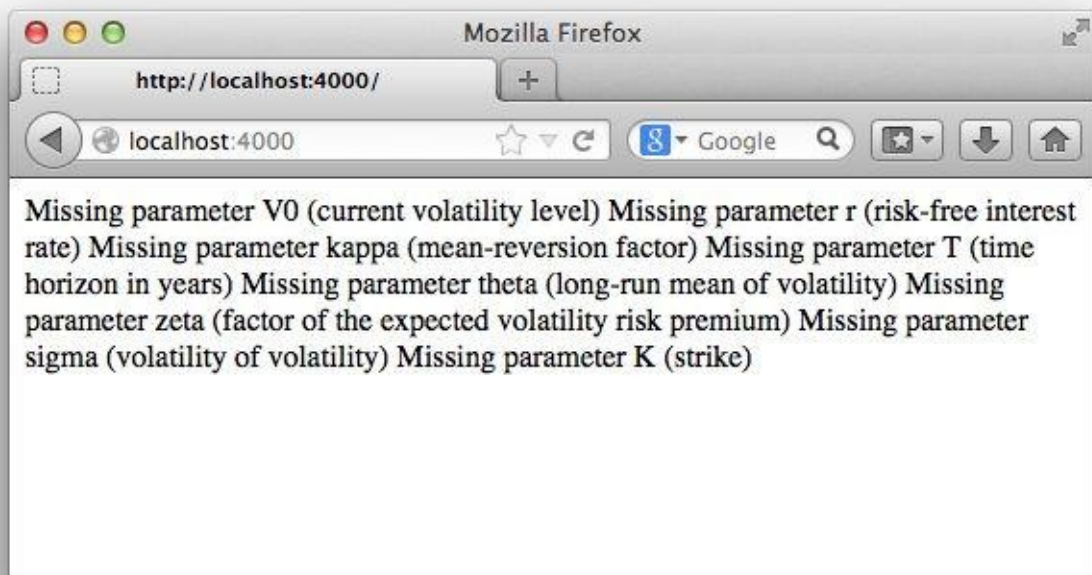 Mozilla Firefox
http://localhost:4000/
localhost:4000
Google
Missing parameter V0 (current volatility level) Missing parameter r (risk-free interest
rate) Missing parameter kappa (mean-reversion factor) Missing parameter T (time
horizon in years) Missing parameter theta (long-run mean of volatility) Missing
parameter zeta (factor of the expected volatility risk premium) Missing parameter
sigma (volatility of volatility) Missing parameter K (strike)